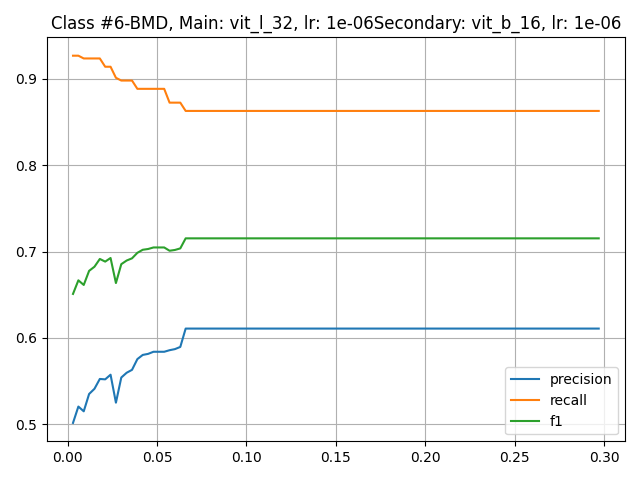 Class #6-BMD, Main: vit_l_32, lr: 1e-06Secondary: vit_b_16, lr: 1e-06
0.9
0.8
0.7
0.6
0.5
precision
recall
f1
0.00 0.05 0.10 0.15 0.20 0.25 0.30